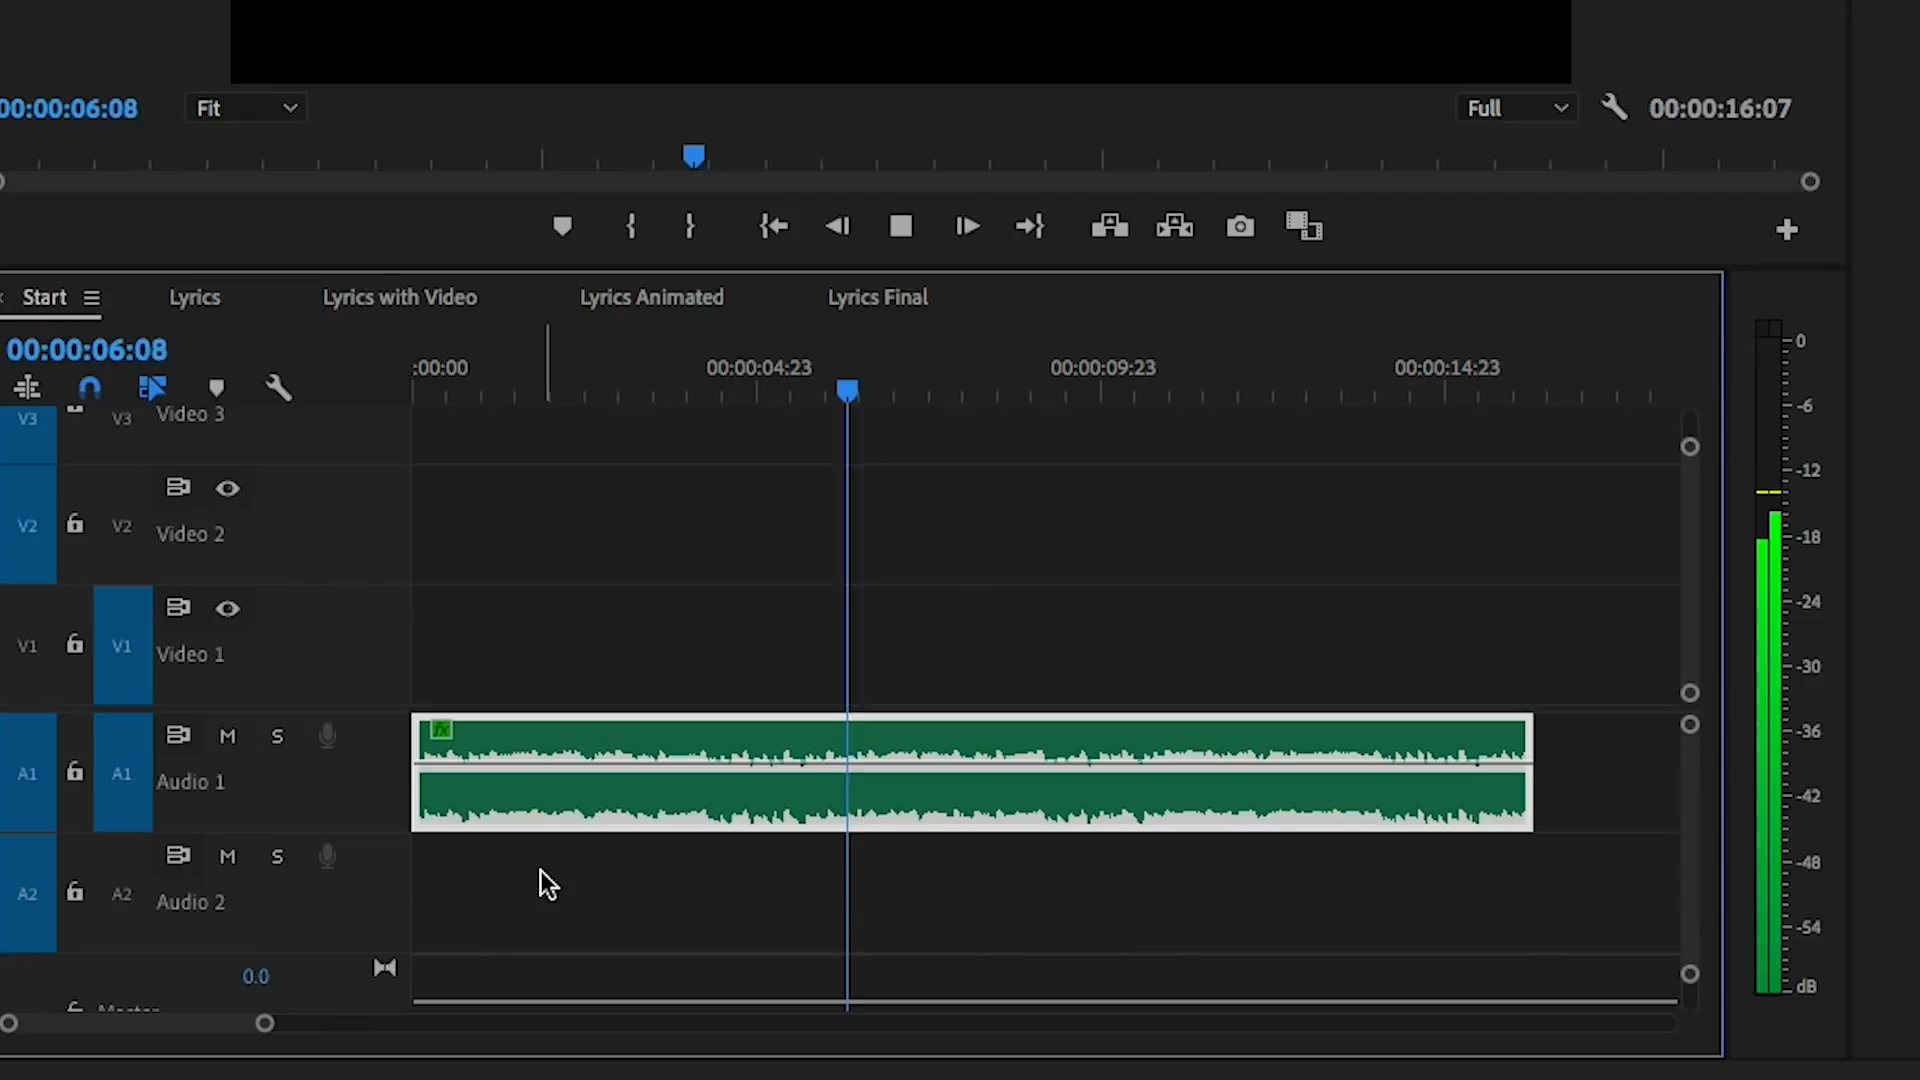 00:00:06:08 Fit Full 00:00:16:07
Start Lyrics Lyrics with Video Lyrics Animated Lyrics Final
00:00:06:08
:00:00 00:00:04:23 00:00:09:23 00:00:14:23
V3 V3 Video 3
V2 V2 Video 2
V1 V1 Video 1
A1 A1 M S
Audio 1
fx
A2 A2 M S
Audio 2
0.0
Master
0
-6
-12
-18
-24
-30
-36
-42
-48
-54
dB